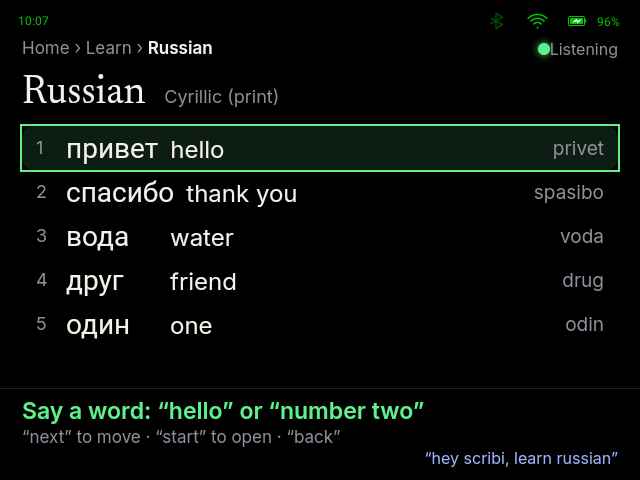 10:07 96%
Home › Learn › Russian Listening
Russian Cyrillic (print)
1 привет hello privet
2 спасибо thank you spasibo
3 вода water voda
4 друг friend drug
5 один one odin
Say a word: “hello” or “number two”
“next” to move · “start” to open · “back”
“hey scribi, learn russian”